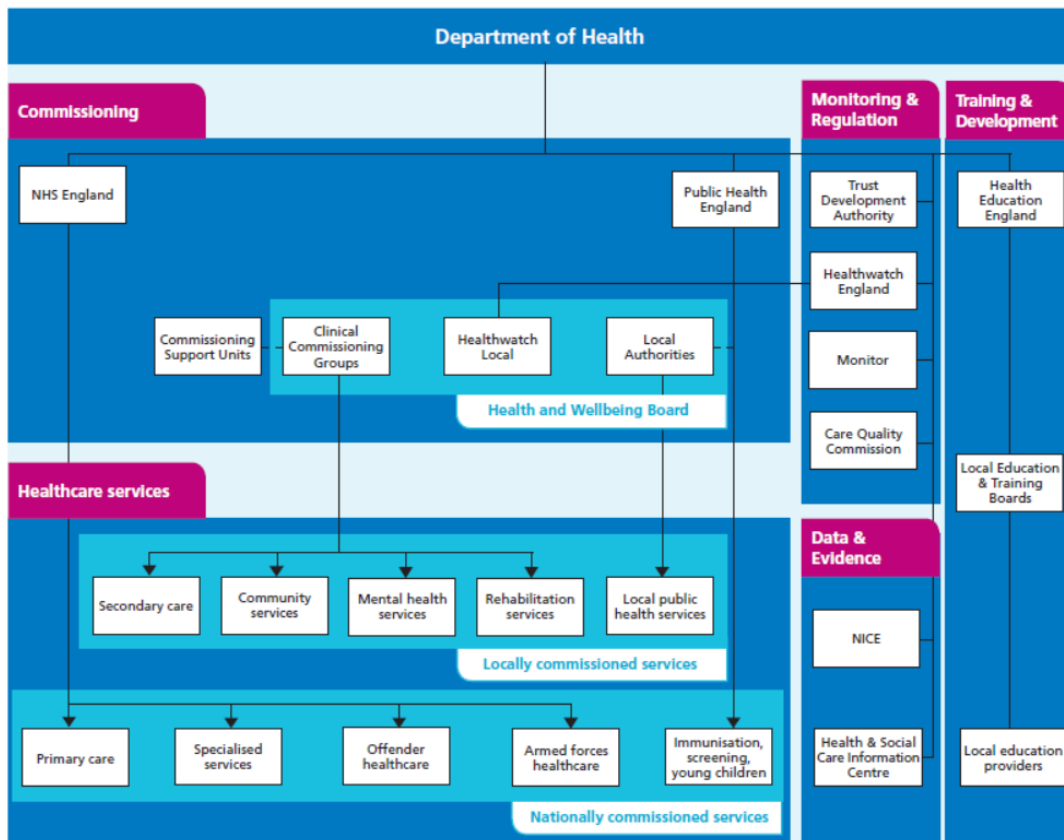 Department of Health
Commissioning
Monitoring &
Regulation
Training &
Development
NHS England
Public Health
England
Trust
Development
Authority
Health
Education
England
Healthwatch
England
Commissioning
Support Units
Clinical
Commissioning
Groups
Healthwatch
Local
Local
Authorities
Monitor
Health and Wellbeing Board
Care Quality
Commission
Healthcare services
Local Education
& Training
Boards
Data &
Evidence
Secondary care
Community
services
Mental health
services
Rehabilitation
services
Local public
health services
NICE
Locally commissioned services
Primary care
Specialised
services
Offender
healthcare
Armed forces
healthcare
Immunisation,
screening,
young children
Health & Social
Care Information
Centre
Local education
providers
Nationally commissioned services